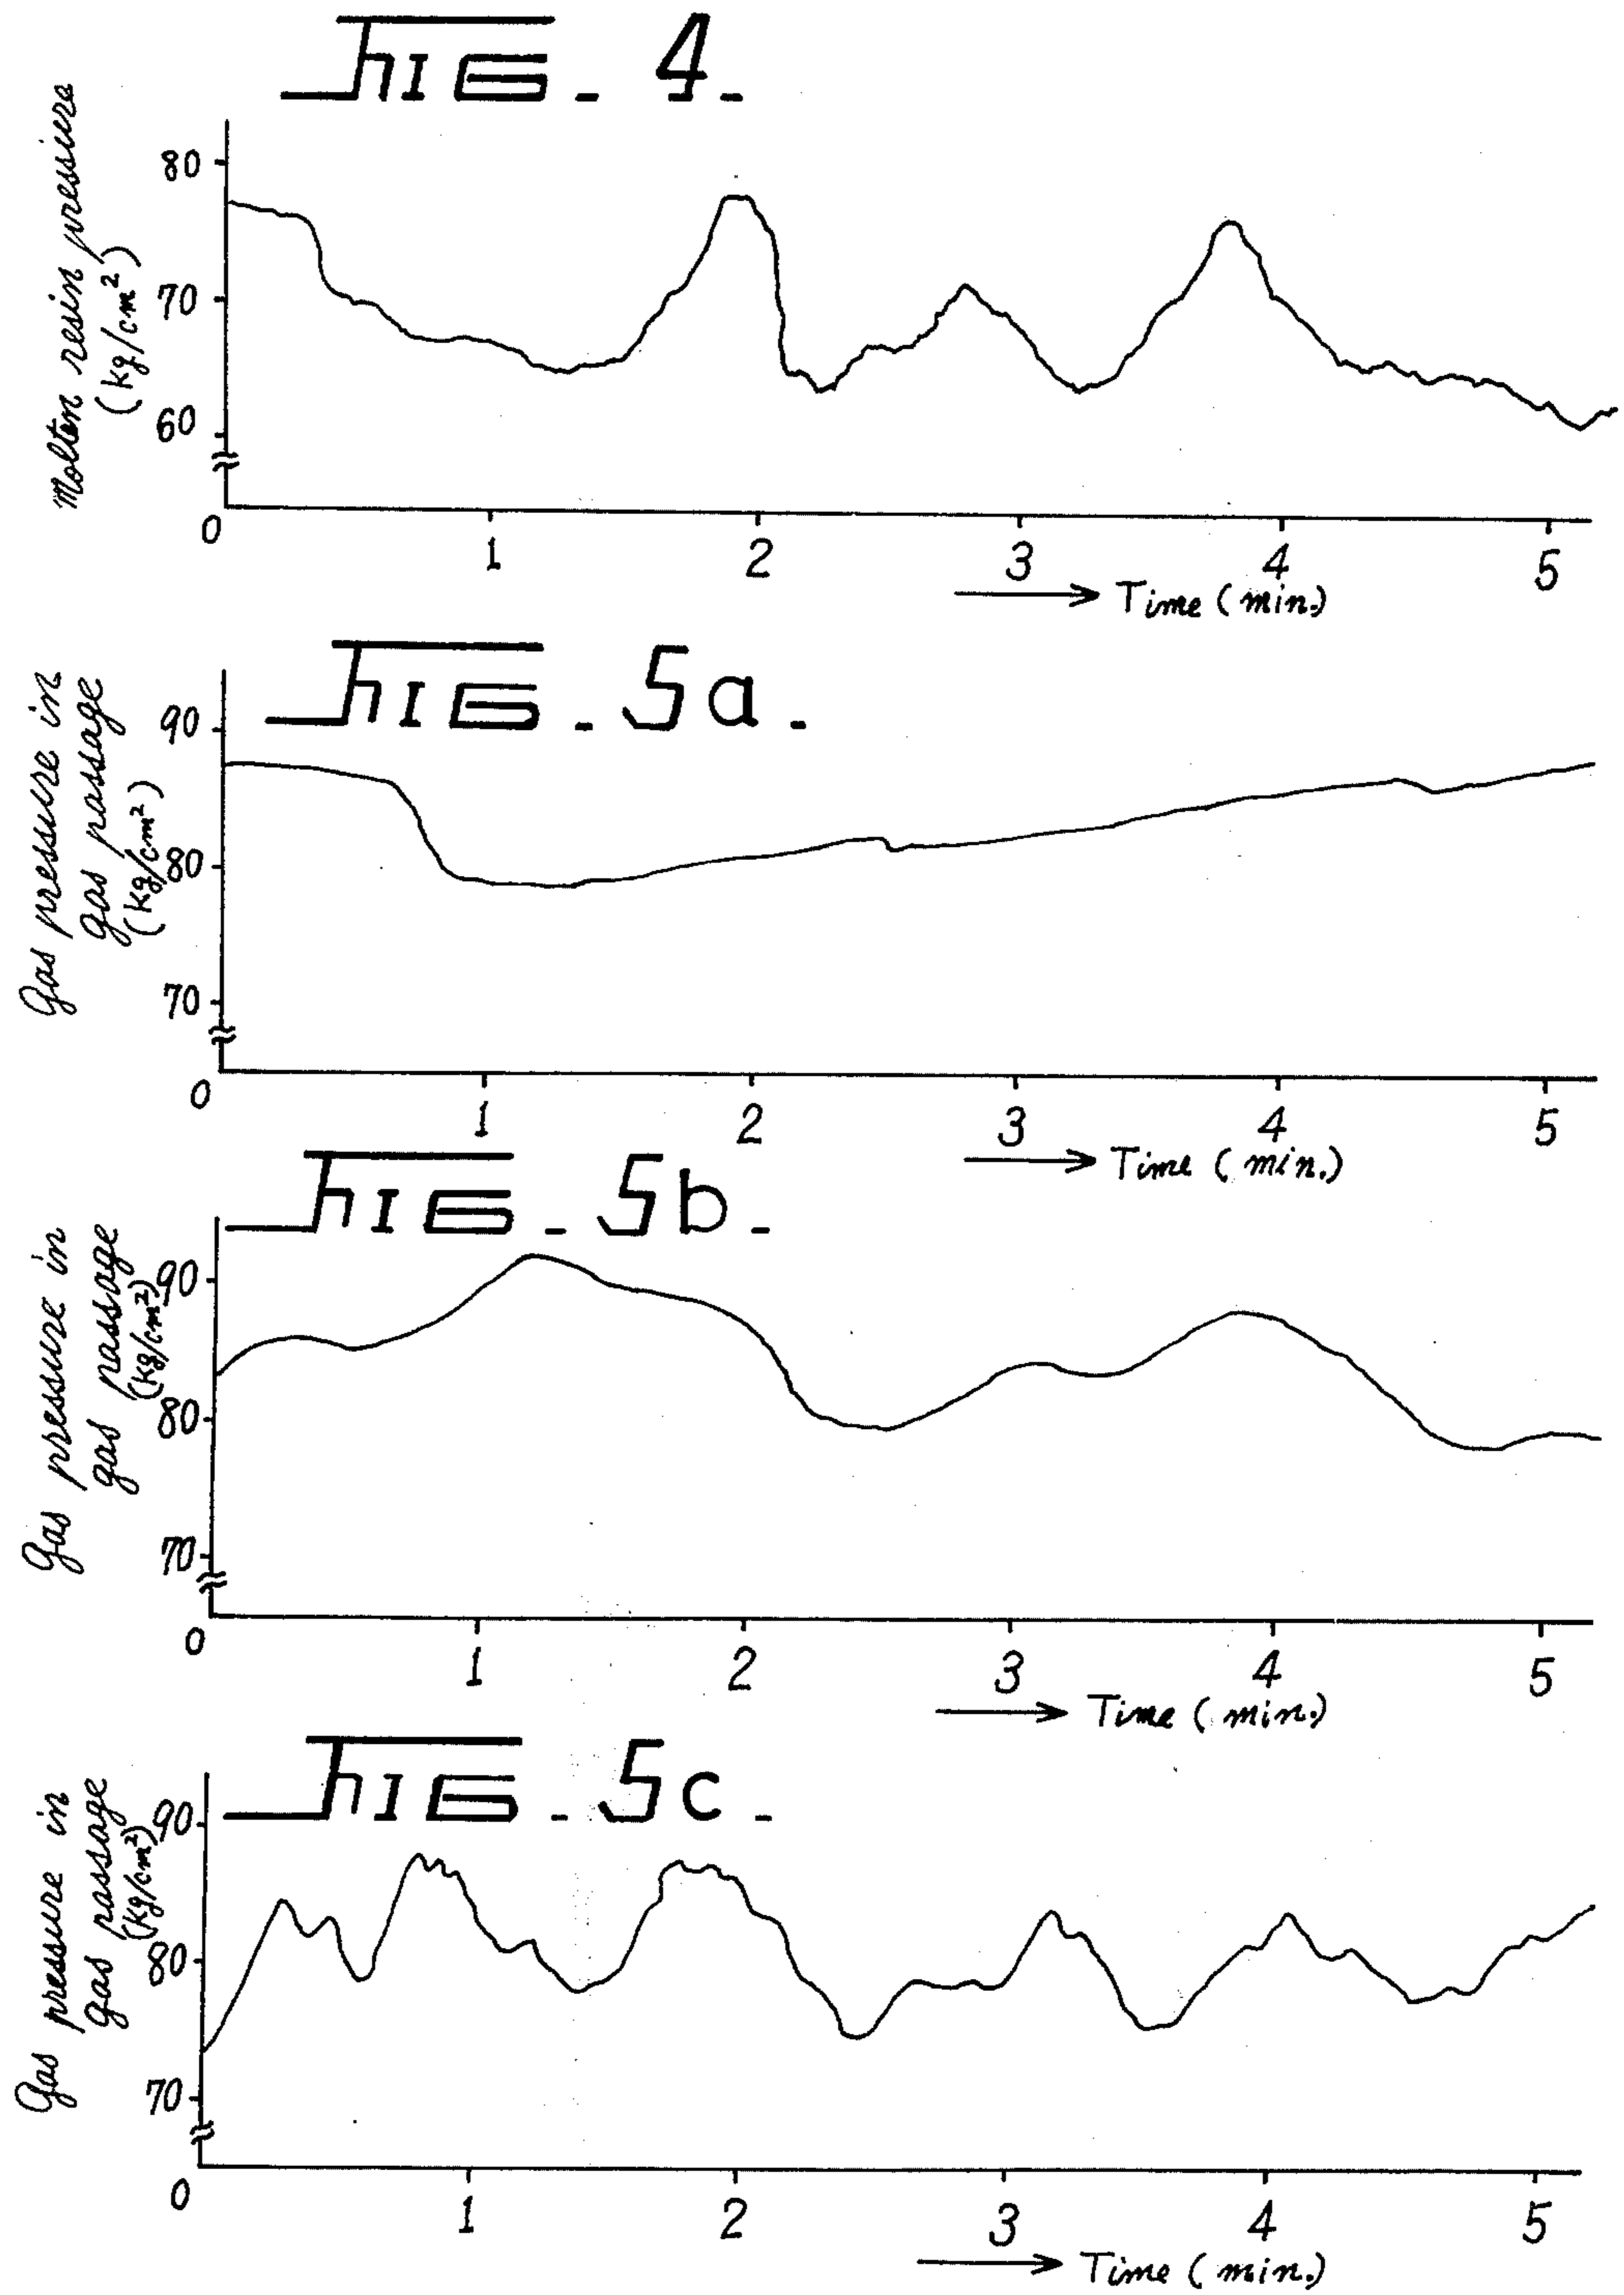 FIG. 4.
Molten resin pressure
(kg/cm²)
80
70
60
0
1
2
3
4
5
Time (min.)
FIG. 5a.
Gas pressure in
gas passage
(kg/cm²)
90
80
70
0
1
2
3
4
5
Time (min.)
FIG. 5b.
Gas pressure in
gas passage
(kg/cm²)
90
80
70
0
1
2
3
4
5
Time (min.)
FIG. 5c.
Gas pressure in
gas passage
(kg/cm²)
90
80
70
0
1
2
3
4
5
Time (min.)